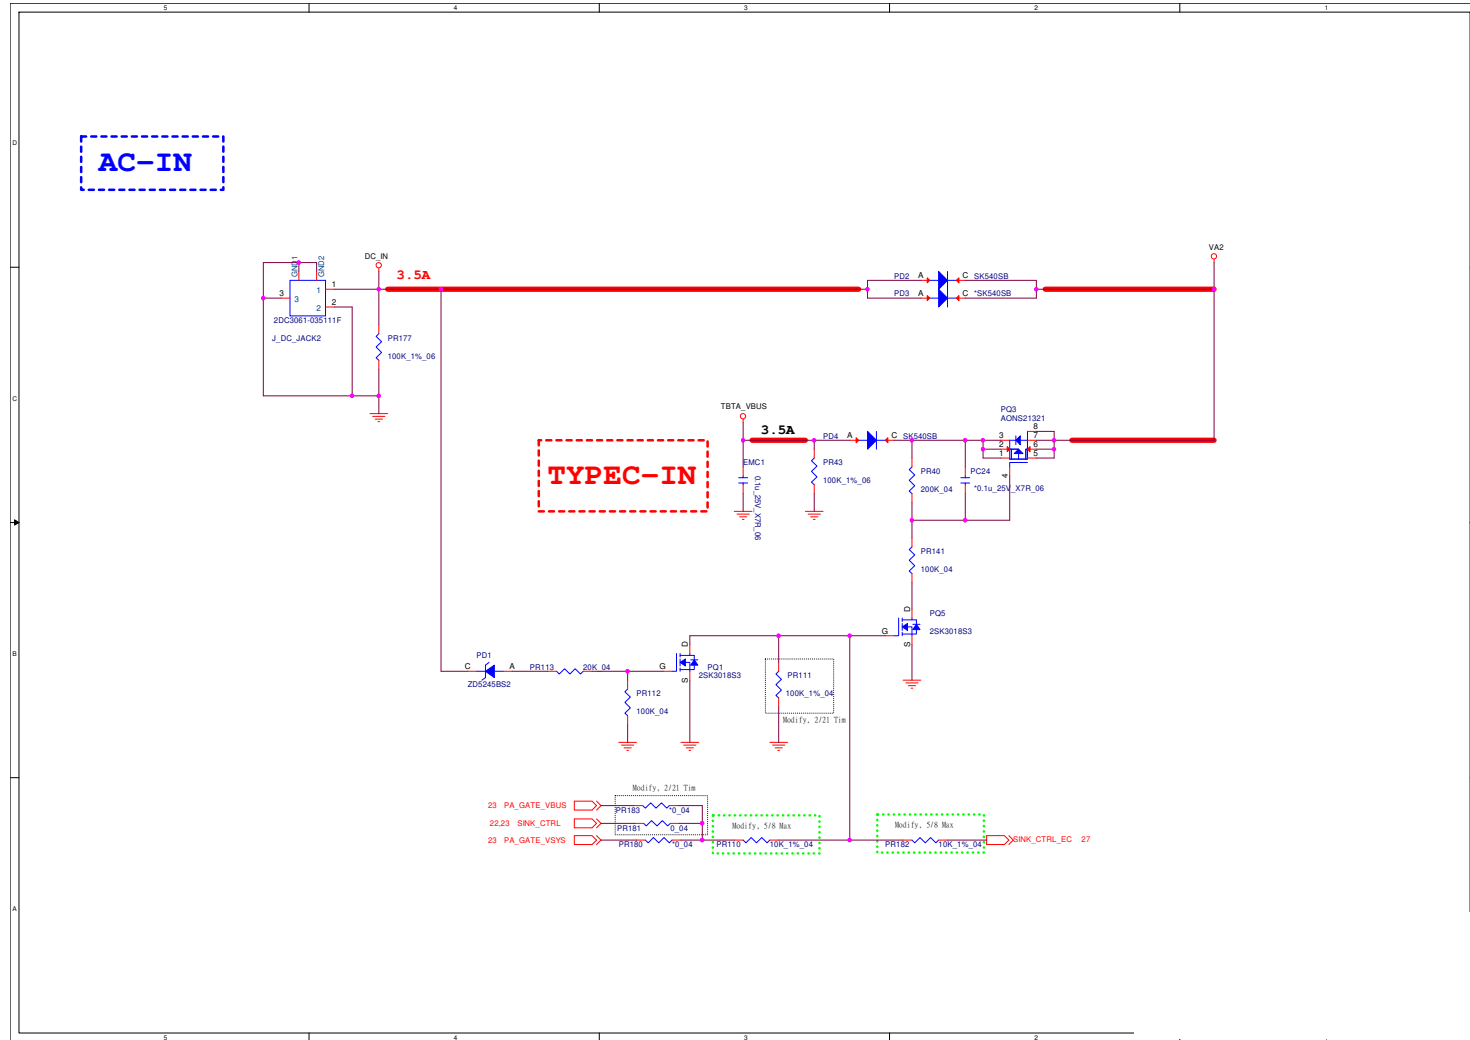 5
4
3
2
1
D
AC-IN
GND1
GND2
DC_IN
VA2
3.5A
PD2 A C SK540SB
PD3 A C *SK540SB
1
3 3 1
2
2
2DC3061-035111F
J_DC_JACK2
PR177
100K_1%_06
C
TBTA_VBUS
3.5A
PD4 A C SK540SB
PQ3
AONS21321
8
3 7
2 6
1 5
4
TYPEC-IN
EMC1
0.1u_25V_X7R_06
PR43
100K_1%_06
PR40
200K_04
PC24
*0.1u_25V_X7R_06
PR141
100K_04
D
PQ5
G 2SK3018S3
S
B
PD1
C A
ZD5245BS2
PR113 20K_04
D
G PQ1
2SK3018S3
S
PR112
100K_04
PR111
100K_1%_04
Modify, 2/21 Tim
Modify, 2/21 Tim
23 PA_GATE_VBUS
PR183 *0_04
22,23 SINK_CTRL
PR181 0_04
23 PA_GATE_VSYS
PR180 *0_04
Modify, 5/8 Max
PR110 10K_1%_04
Modify, 5/8 Max
PR182 10K_1%_04
SINK_CTRL_EC 27
A
5
4
3
2